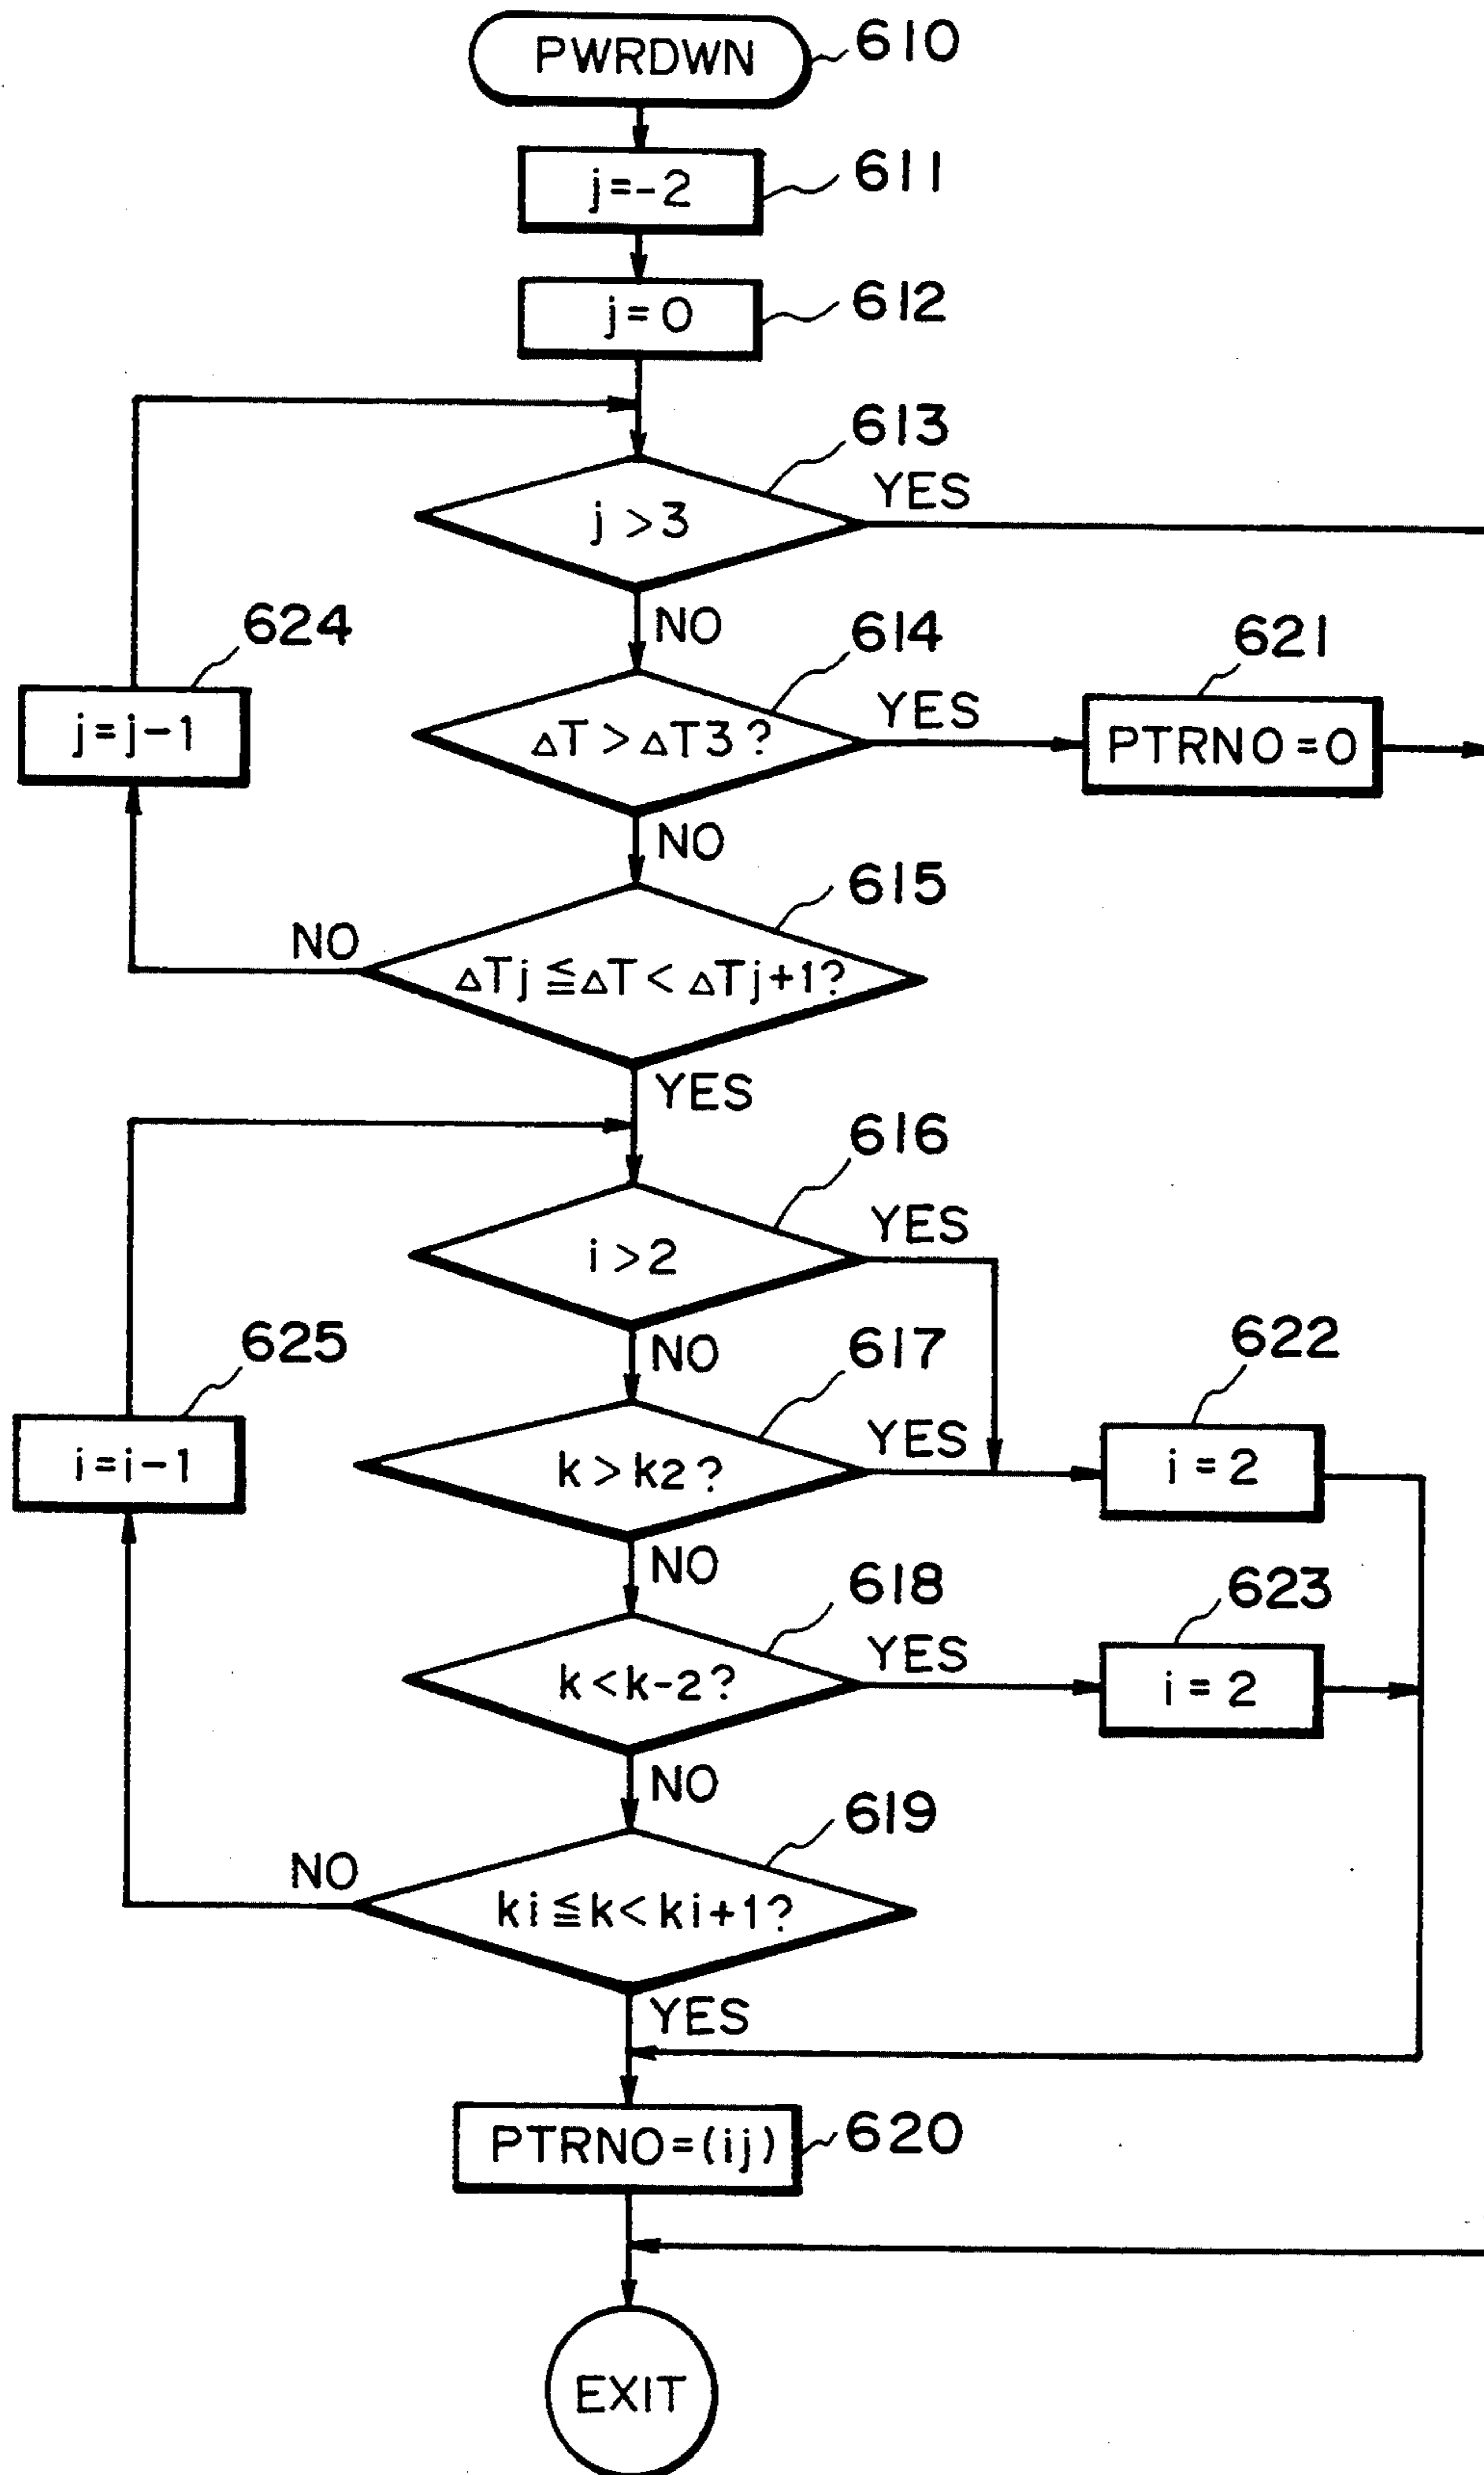 PWRDWN
610
j=-2
611
j=0
612
613
j>3
YES
NO
624
614
621
j=j-1
ΔT>ΔT3?
YES
PTRNO=0
NO
615
NO
ΔTj≦ΔT<ΔTj+1?
YES
616
i>2
YES
NO
625
617
622
i=i-1
k>k2?
YES
i=2
NO
618
623
k<k-2?
YES
i=2
NO
619
NO
ki≦k<ki+1?
YES
PTRNO=(ij)
620
EXIT